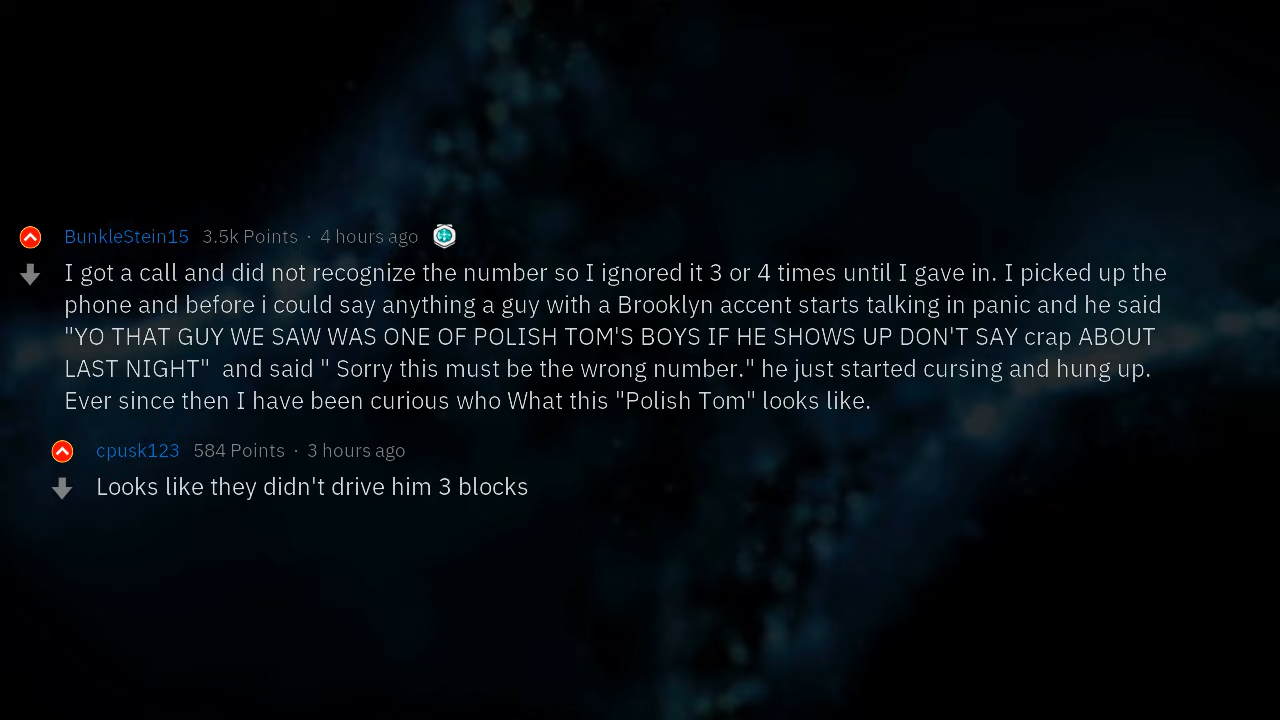 BunkleStein15 3.5k Points · 4 hours ago
I got a call and did not recognize the number so I ignored it 3 or 4 times until I gave in. I picked up the
phone and before i could say anything a guy with a Brooklyn accent starts talking in panic and he said
"YO THAT GUY WE SAW WAS ONE OF POLISH TOM'S BOYS IF HE SHOWS UP DON'T SAY crap ABOUT
LAST NIGHT"  and said " Sorry this must be the wrong number." he just started cursing and hung up.
Ever since then I have been curious who What this "Polish Tom" looks like.
cpusk123 584 Points · 3 hours ago
Looks like they didn't drive him 3 blocks